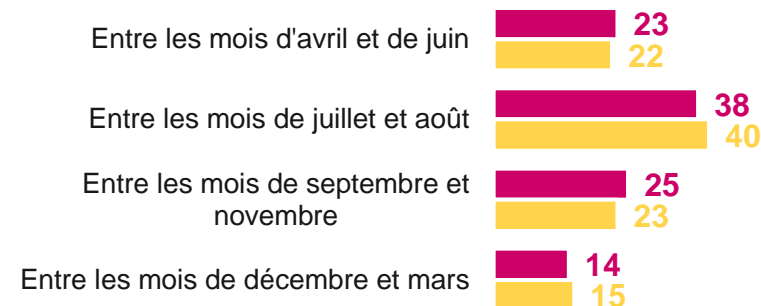 Entre les mois d'avril et de juin
23
22
Entre les mois de juillet et août
38
40
Entre les mois de septembre et
novembre
25
23
Entre les mois de décembre et mars
14
15